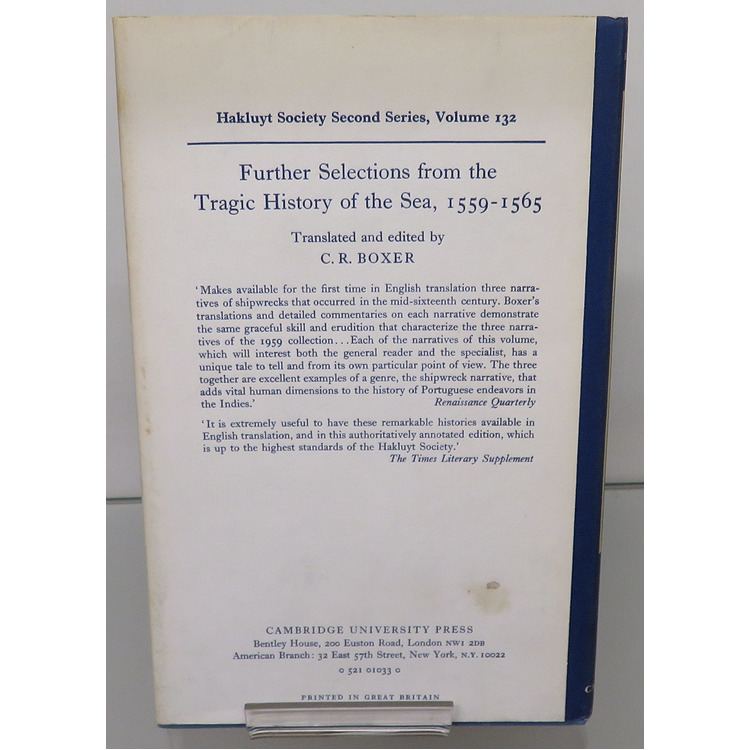 Hakluyt Society Second Series, Volume 132
Further Selections from the
Tragic History of the Sea, 1559-1565
Translated and edited by
C. R. BOXER
'Makes available for the first time in English translation three narra-
tives of shipwrecks that occurred in the mid-sixteenth century. Boxer's
translations and detailed commentaries on each narrative demonstrate
the same graceful skill and erudition that characterize the three narra-
tives of the 1959 collection...Each of the narratives of this volume,
which will interest both the general reader and the specialist, has a
unique tale to tell and from its own particular point of view. The three
together are excellent examples of a genre, the shipwreck narrative, that
adds vital human dimensions to the history of Portuguese endeavors in
the Indies.' Renaissance Quarterly
'It is extremely useful to have these remarkable histories available in
English translation, and in this authoritatively annotated edition, which
is up to the highest standards of the Hakluyt Society.'
The Times Literary Supplement
CAMBRIDGE UNIVERSITY PRESS
Bentley House, 200 Euston Road, London NW1 2DB
American Branch: 32 East 57th Street, New York, N.Y. 10022
0 521 01033 0
PRINTED IN GREAT BRITAIN